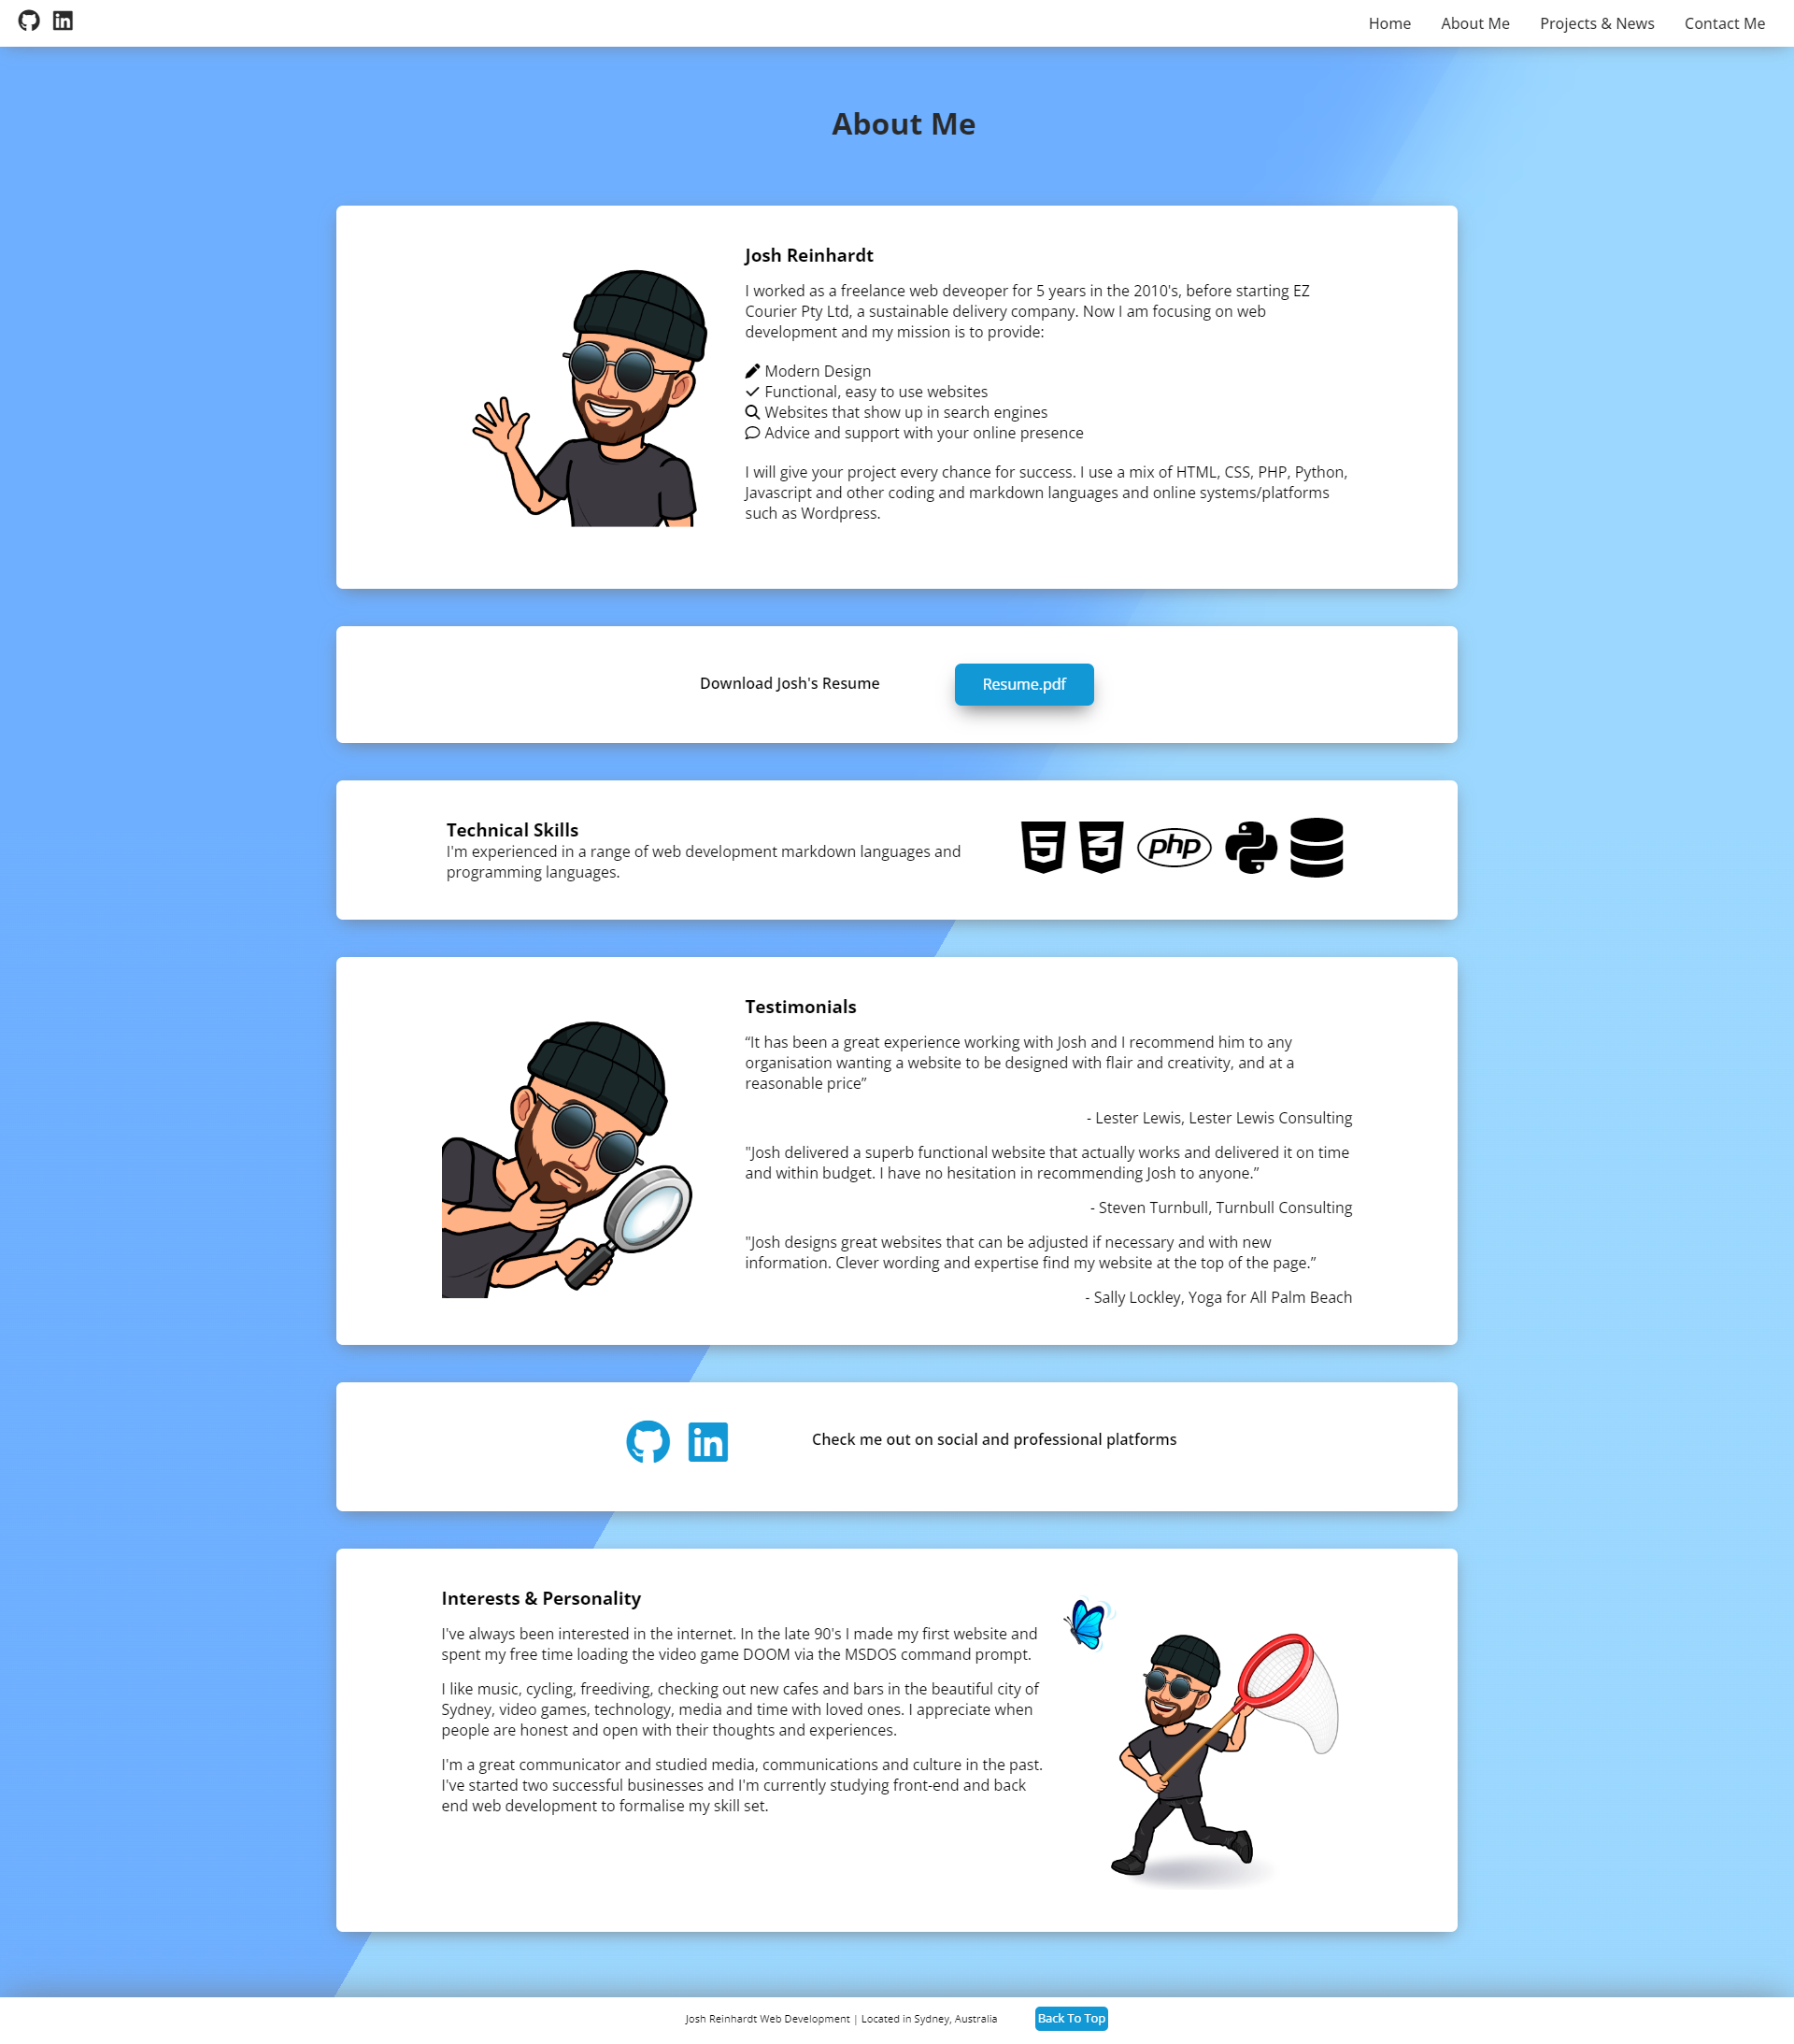 Home About Me Projects & News Contact Me
About Me
Josh Reinhardt
I worked as a freelance web deveoper for 5 years in the 2010's, before starting EZ
Courier Pty Ltd, a sustainable delivery company. Now I am focusing on web
development and my mission is to provide:
Modern Design
Functional, easy to use websites
Websites that show up in search engines
Advice and support with your online presence
I will give your project every chance for success. I use a mix of HTML, CSS, PHP, Python,
Javascript and other coding and markdown languages and online systems/platforms
such as Wordpress.
Download Josh's Resume
Resume.pdf
Technical Skills
I'm experienced in a range of web development markdown languages and
programming languages.
php
Testimonials
“It has been a great experience working with Josh and I recommend him to any
organisation wanting a website to be designed with flair and creativity, and at a
reasonable price”
- Lester Lewis, Lester Lewis Consulting
"Josh delivered a superb functional website that actually works and delivered it on time
and within budget. I have no hesitation in recommending Josh to anyone.”
- Steven Turnbull, Turnbull Consulting
"Josh designs great websites that can be adjusted if necessary and with new
information. Clever wording and expertise find my website at the top of the page.”
- Sally Lockley, Yoga for All Palm Beach
in
Check me out on social and professional platforms
Interests & Personality
I've always been interested in the internet. In the late 90's I made my first website and
spent my free time loading the video game DOOM via the MSDOS command prompt.
I like music, cycling, freediving, checking out new cafes and bars in the beautiful city of
Sydney, video games, technology, media and time with loved ones. I appreciate when
people are honest and open with their thoughts and experiences.
I'm a great communicator and studied media, communications and culture in the past.
I've started two successful businesses and I'm currently studying front-end and back
end web development to formalise my skill set.
Josh Reinhardt Web Development | Located in Sydney, Australia
Back To Top